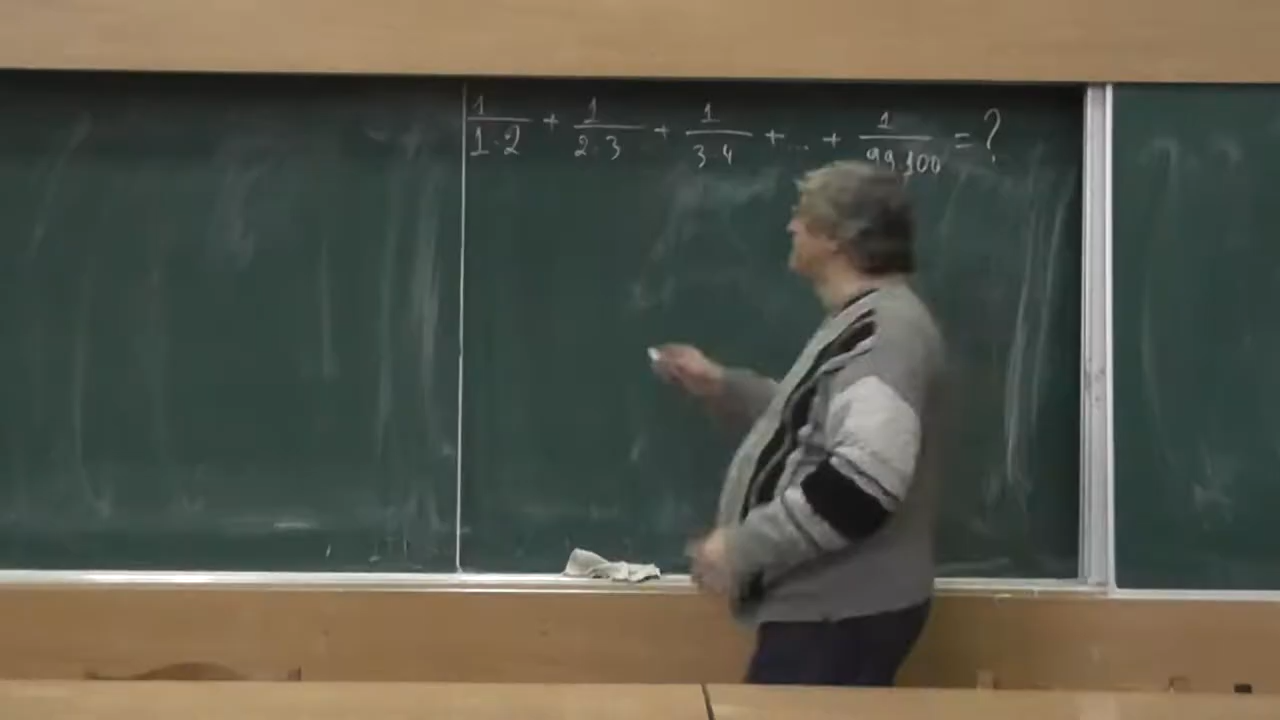 1/(1·2) + 1/(2·3) + 1/(3·4) + ... + 1/(99·100) = ?